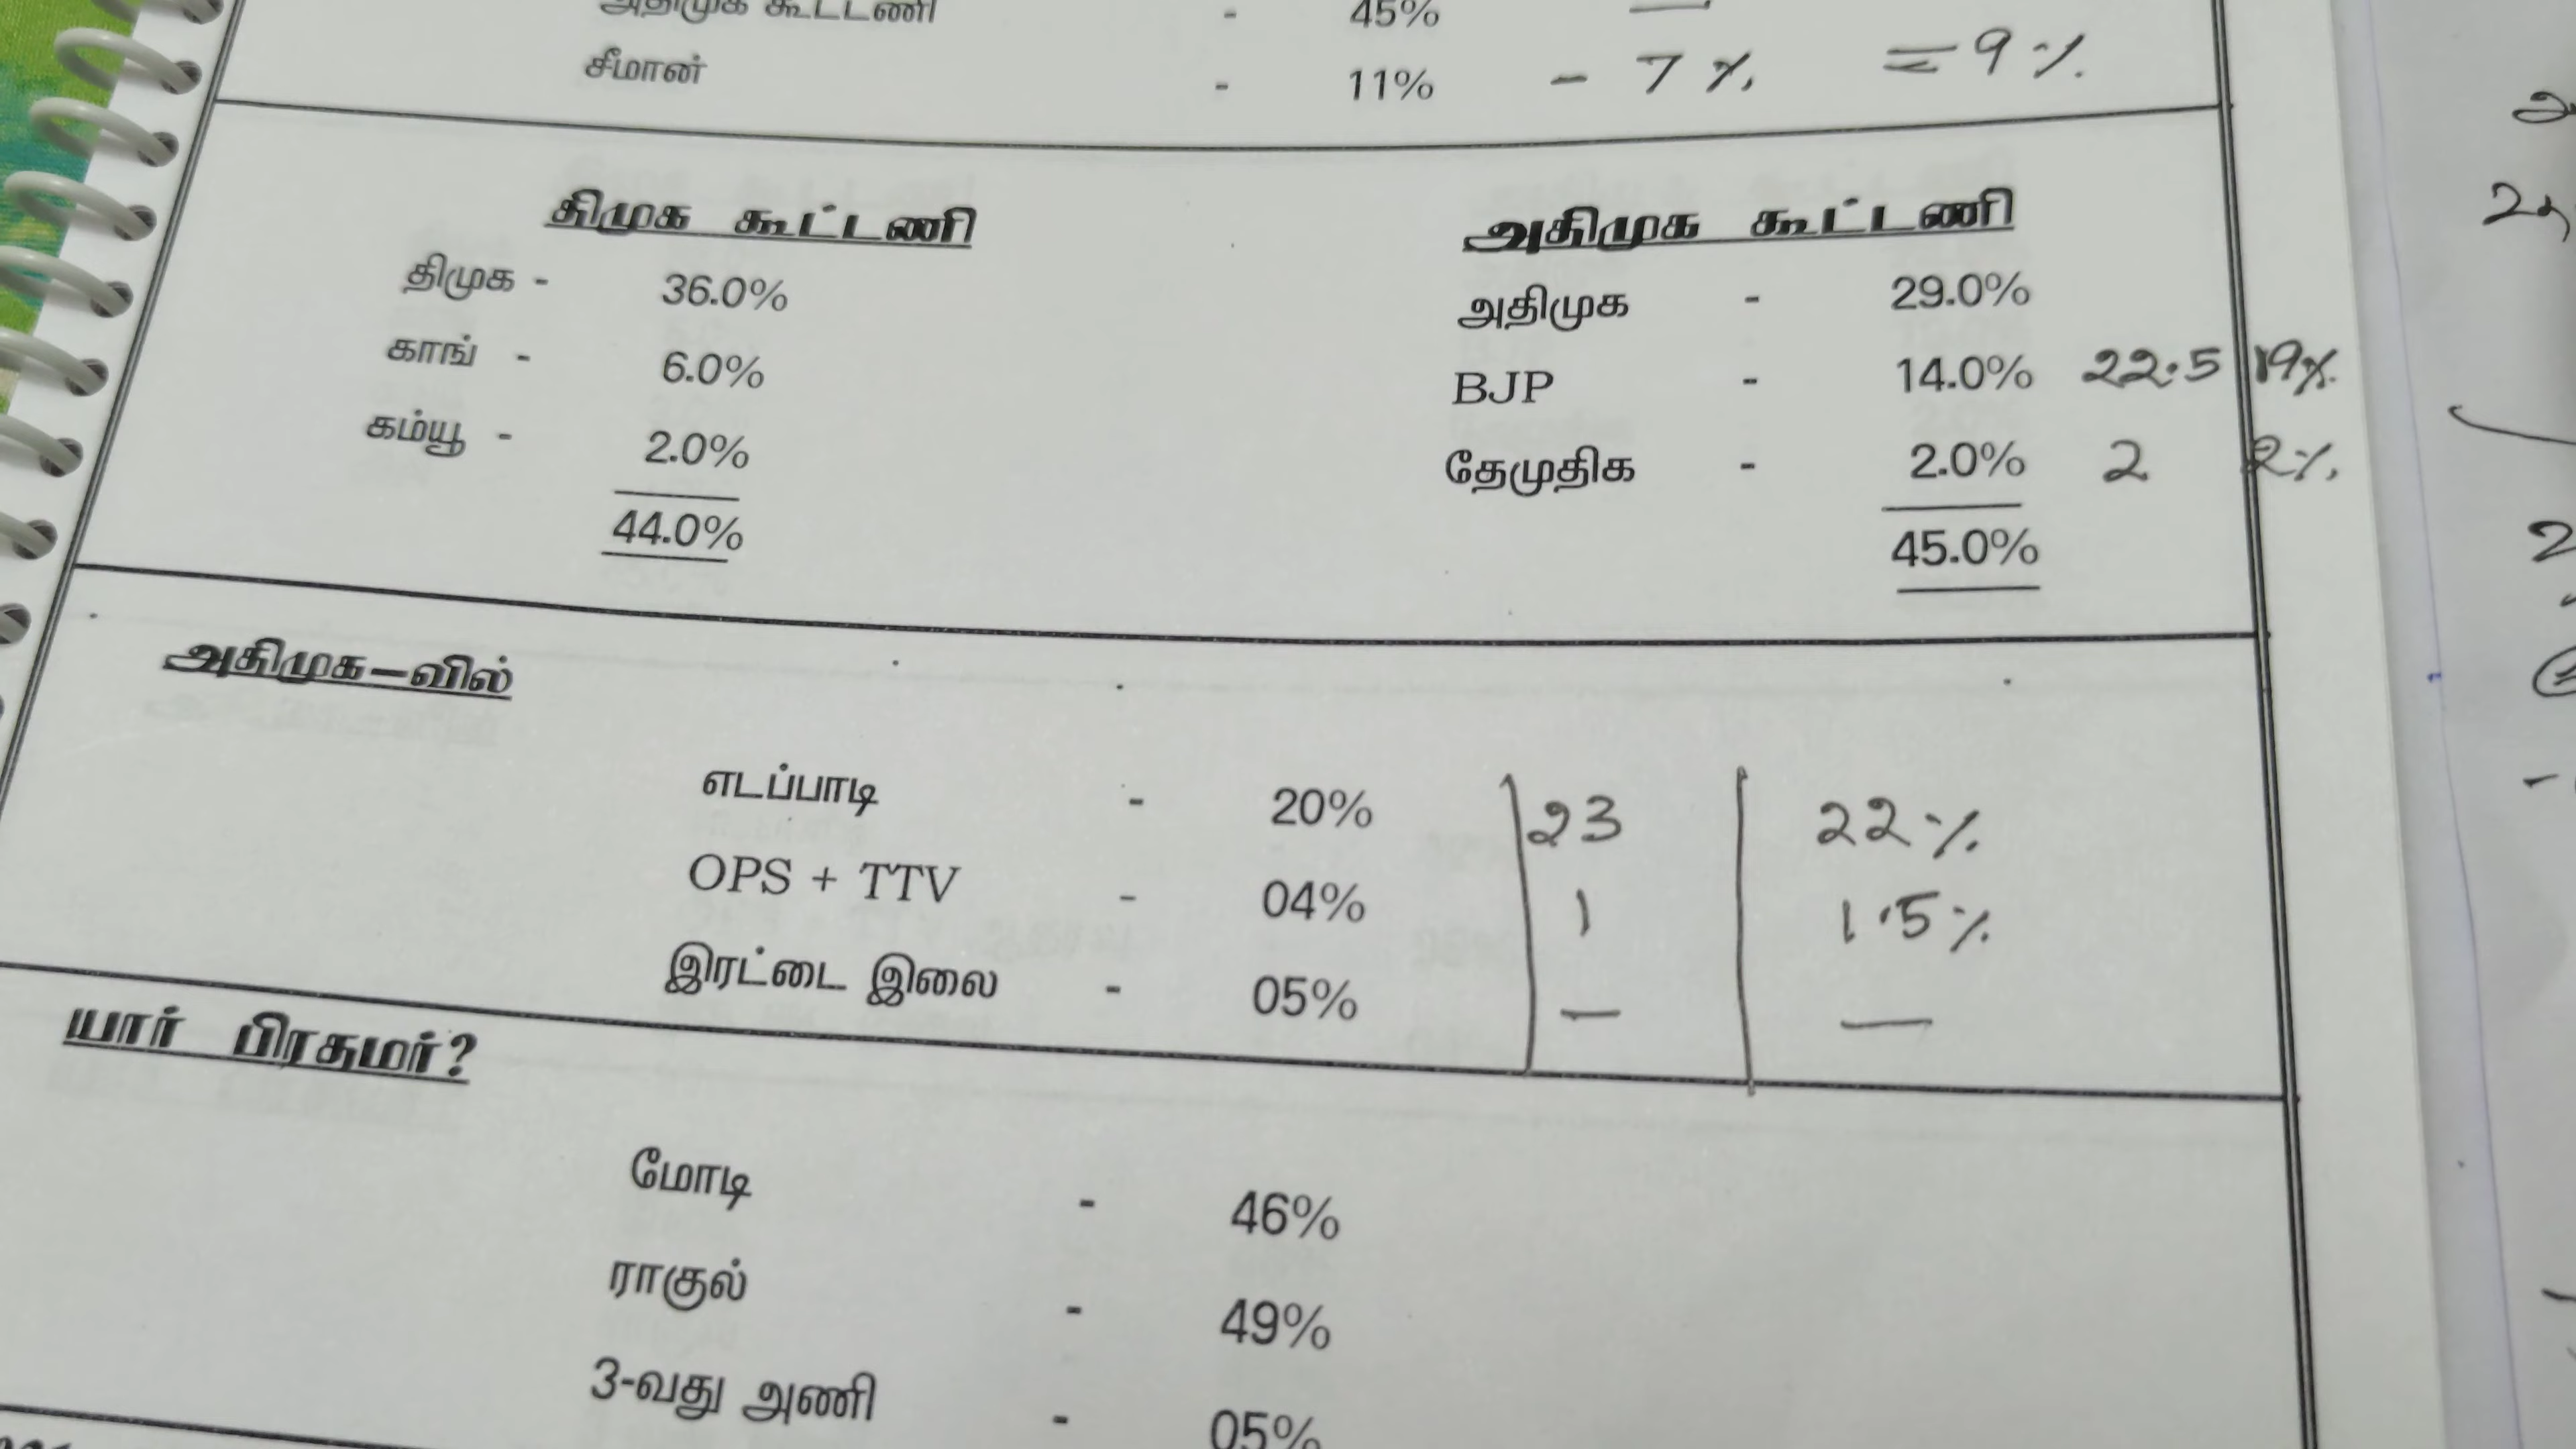 அதிமுக கூட்டணி - 45%
சீமான் - 11% - 7% = 9%
திமுக கூட்டணி
திமுக - 36.0%
காங் - 6.0%
கம்யூ - 2.0%
44.0%
அதிமுக கூட்டணி
அதிமுக - 29.0%
BJP - 14.0% 22.5 19%
தேமுதிக - 2.0% 2 2%
45.0%
அதிமுக-வில்
எடப்பாடி - 20% 23 22%
OPS + TTV - 04% 1 1.5%
இரட்டை இலை - 05% — —
யார் பிரதமர்?
மோடி - 46%
ராகுல் - 49%
3-வது அணி - 05%